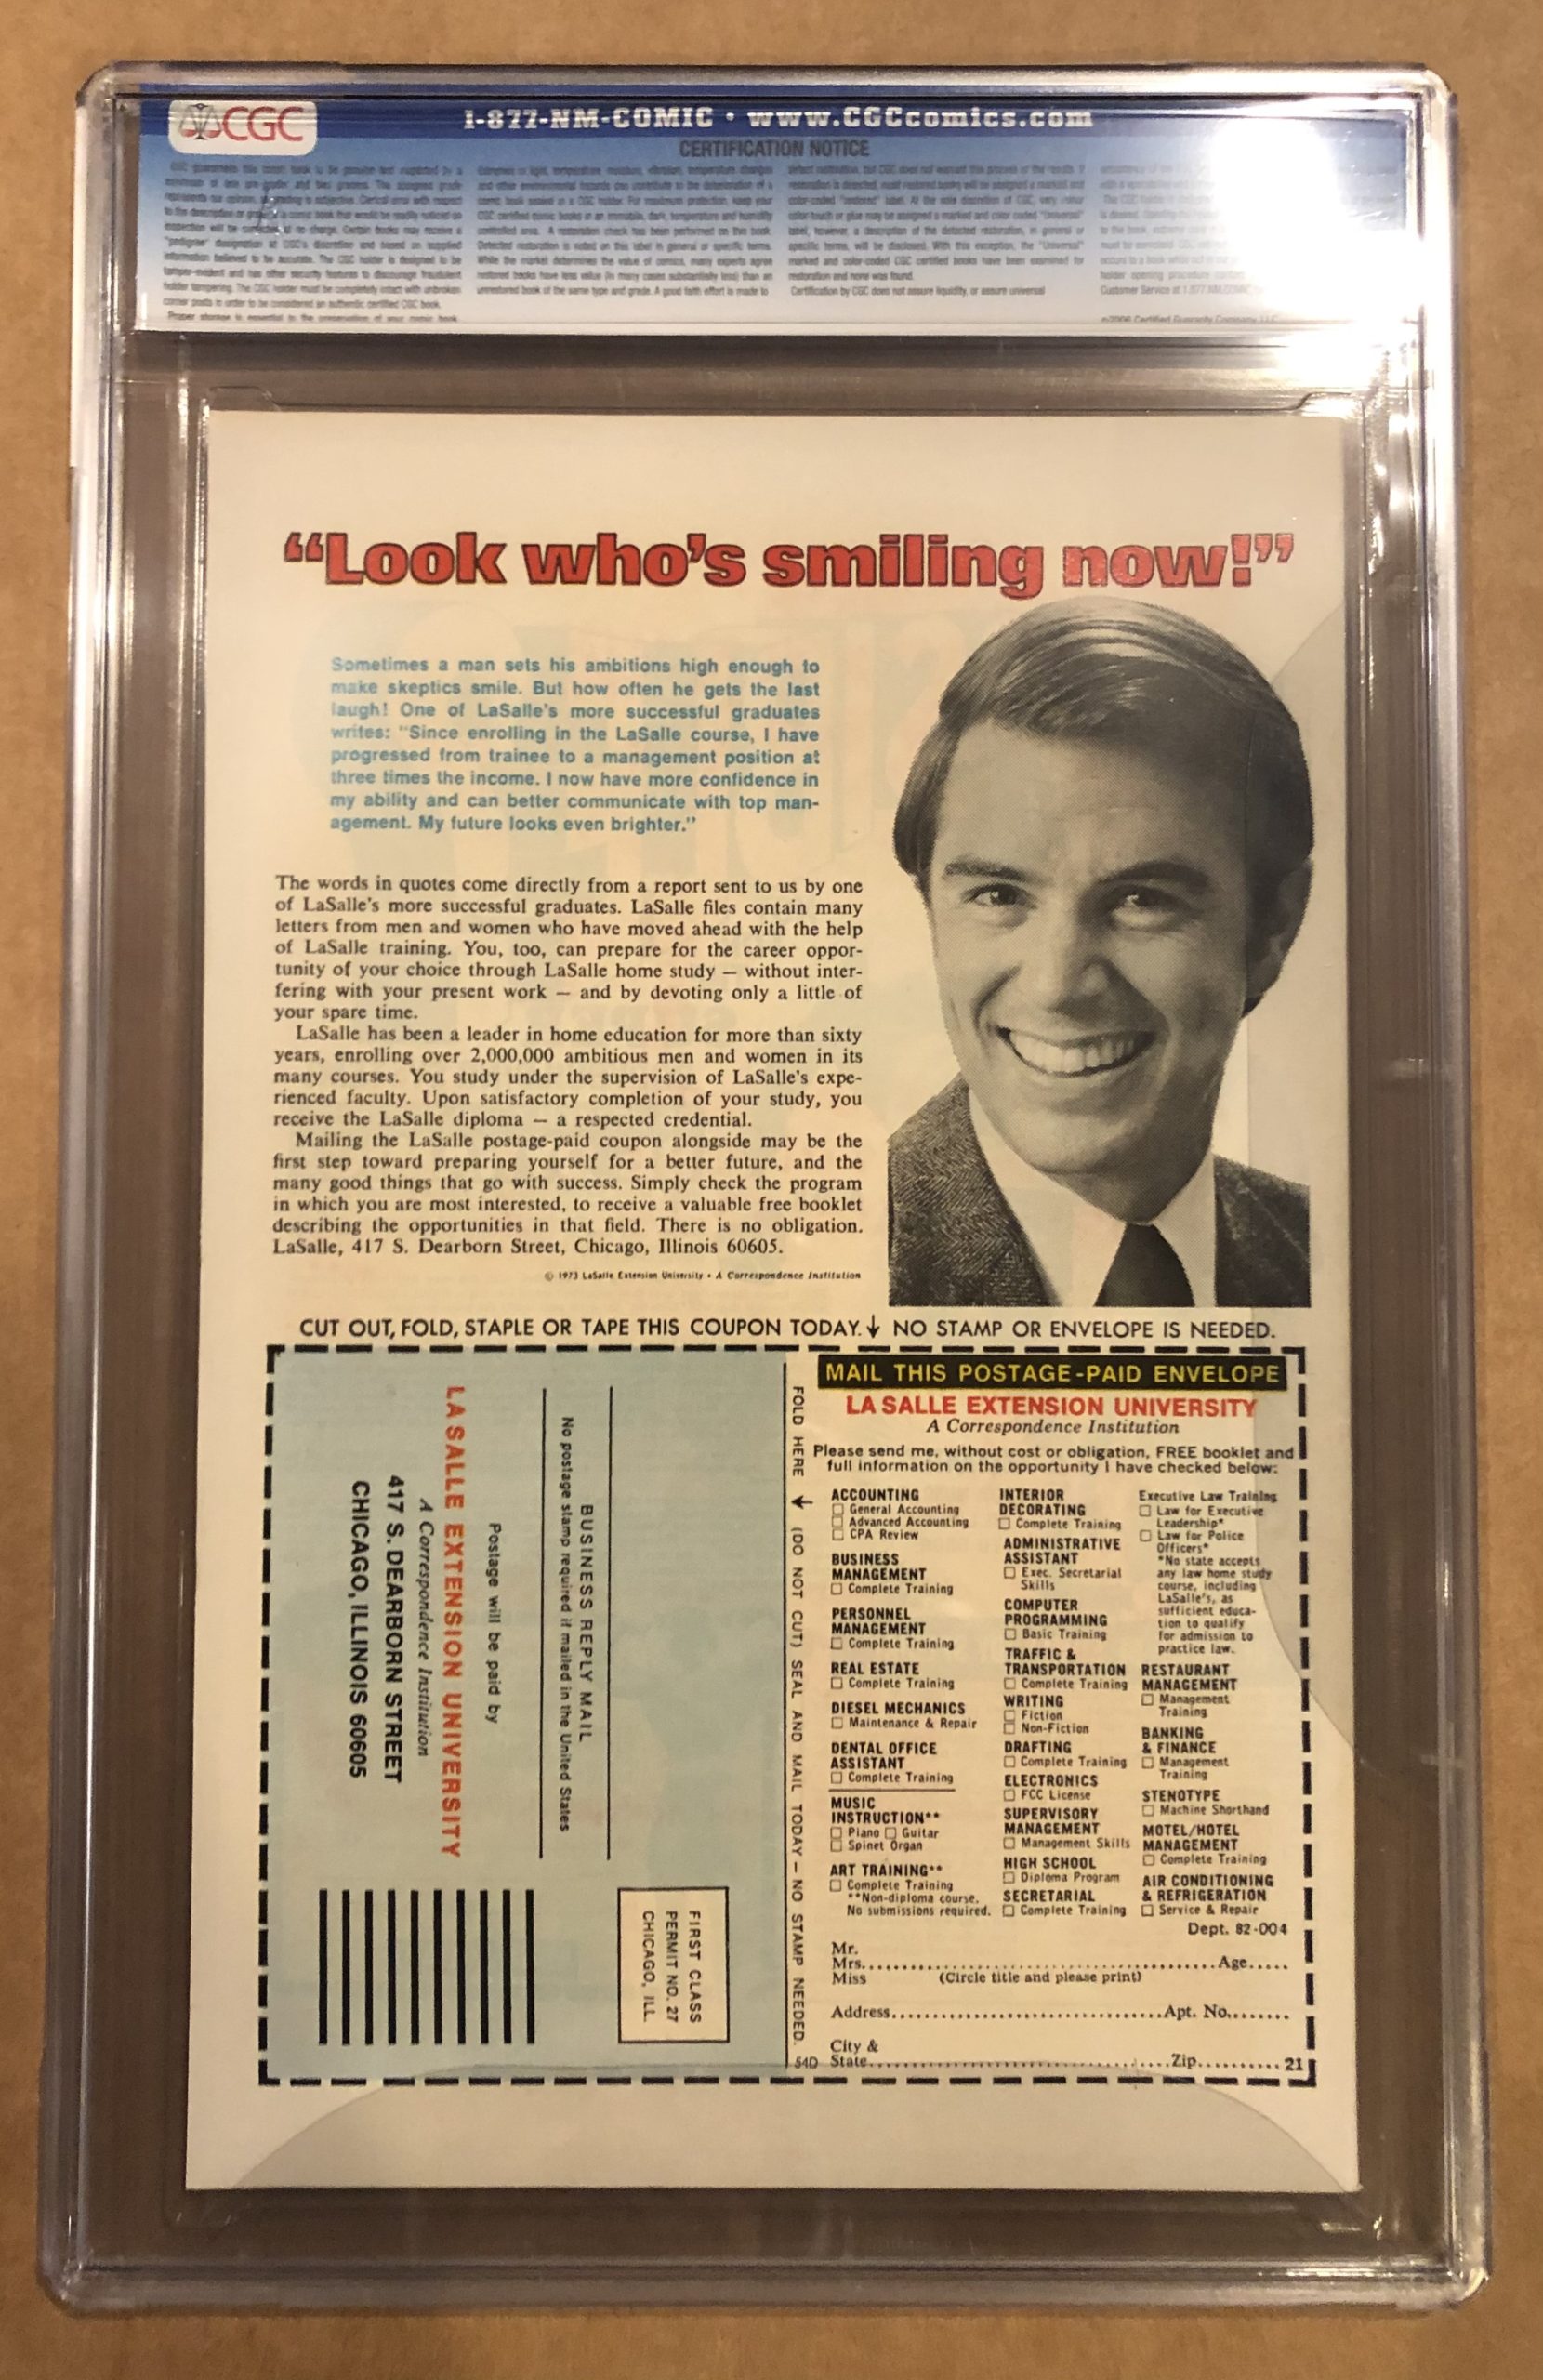 CGC
1-877-NM-COMIC • www.CGCcomics.com
CERTIFICATION NOTICE
“Look who’s smiling now!”
Sometimes a man sets his ambitions high enough to
make skeptics smile. But how often he gets the last
laugh! One of LaSalle’s more successful graduates
writes: “Since enrolling in the LaSalle course, I have
progressed from trainee to a management position at
three times the income. I now have more confidence in
my ability and can better communicate with top man-
agement. My future looks even brighter.”
The words in quotes come directly from a report sent to us by one
of LaSalle’s more successful graduates. LaSalle files contain many
letters from men and women who have moved ahead with the help
of LaSalle training. You, too, can prepare for the career oppor-
tunity of your choice through LaSalle home study — without inter-
fering with your present work — and by devoting only a little of
your spare time.
LaSalle has been a leader in home education for more than sixty
years, enrolling over 2,000,000 ambitious men and women in its
many courses. You study under the supervision of LaSalle’s expe-
rienced faculty. Upon satisfactory completion of your study, you
receive the LaSalle diploma — a respected credential.
Mailing the LaSalle postage-paid coupon alongside may be the
first step toward preparing yourself for a better future, and the
many good things that go with success. Simply check the program
in which you are most interested, to receive a valuable free booklet
describing the opportunities in that field. There is no obligation.
LaSalle, 417 S. Dearborn Street, Chicago, Illinois 60605.
© 1973 LaSalle Extension University • A Correspondence Institution
CUT OUT, FOLD, STAPLE OR TAPE THIS COUPON TODAY.↓ NO STAMP OR ENVELOPE IS NEEDED.
FIRST CLASS
PERMIT NO. 27
CHICAGO, ILL.
BUSINESS REPLY MAIL
No postage stamp required if mailed in the United States
Postage will be paid by
LA SALLE EXTENSION UNIVERSITY
A Correspondence Institution
417 S. DEARBORN STREET
CHICAGO, ILLINOIS 60605
FOLD HERE → (DO NOT CUT) SEAL AND MAIL TODAY — NO STAMP NEEDED.
MAIL THIS POSTAGE-PAID ENVELOPE
LA SALLE EXTENSION UNIVERSITY
A Correspondence Institution
Please send me, without cost or obligation, FREE booklet and
full information on the opportunity I have checked below:
ACCOUNTING
☐ General Accounting
☐ Advanced Accounting
☐ CPA Review
BUSINESS
MANAGEMENT
☐ Complete Training
PERSONNEL
MANAGEMENT
☐ Complete Training
REAL ESTATE
☐ Complete Training
DIESEL MECHANICS
☐ Maintenance & Repair
DENTAL OFFICE
ASSISTANT
☐ Complete Training
MUSIC
INSTRUCTION**
☐ Piano ☐ Guitar
☐ Spinet Organ
ART TRAINING**
☐ Complete Training
**Non-diploma course.
No submissions required.
INTERIOR
DECORATING
☐ Complete Training
ADMINISTRATIVE
ASSISTANT
☐ Exec. Secretarial
Skills
COMPUTER
PROGRAMMING
☐ Basic Training
TRAFFIC &
TRANSPORTATION
☐ Complete Training
WRITING
☐ Fiction
☐ Non-Fiction
DRAFTING
☐ Complete Training
ELECTRONICS
☐ FCC License
SUPERVISORY
MANAGEMENT
☐ Management Skills
HIGH SCHOOL
☐ Diploma Program
SECRETARIAL
☐ Complete Training
Executive Law Training
☐ Law for Executive
Leadership*
☐ Law for Police
Officers*
*No state accepts
any law home study
course, including
LaSalle's, as
sufficient educa-
tion to qualify
for admission to
practice law.
RESTAURANT
MANAGEMENT
☐ Management
Training
BANKING
& FINANCE
☐ Management
Training
STENOTYPE
☐ Machine Shorthand
MOTEL/HOTEL
MANAGEMENT
☐ Complete Training
AIR CONDITIONING
& REFRIGERATION
☐ Service & Repair
Dept. 82-004
Mr.
Mrs. Age
Miss (Circle title and please print)
Address Apt. No.
City &
State Zip 21
54D